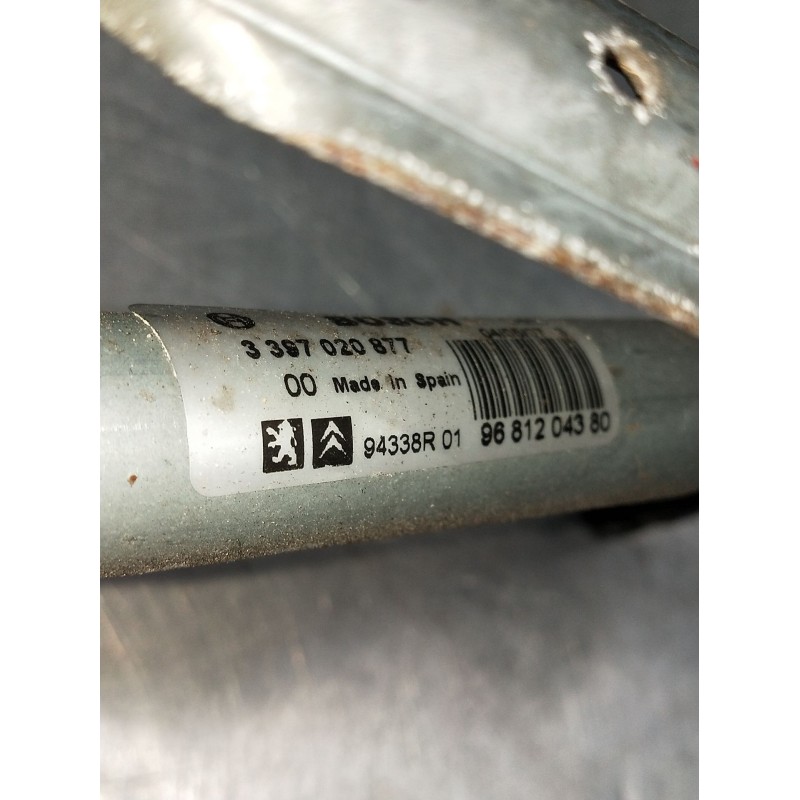 BOSCH
3 397 020 877
00 Made in Spain
94338R 01 96 812 043 80